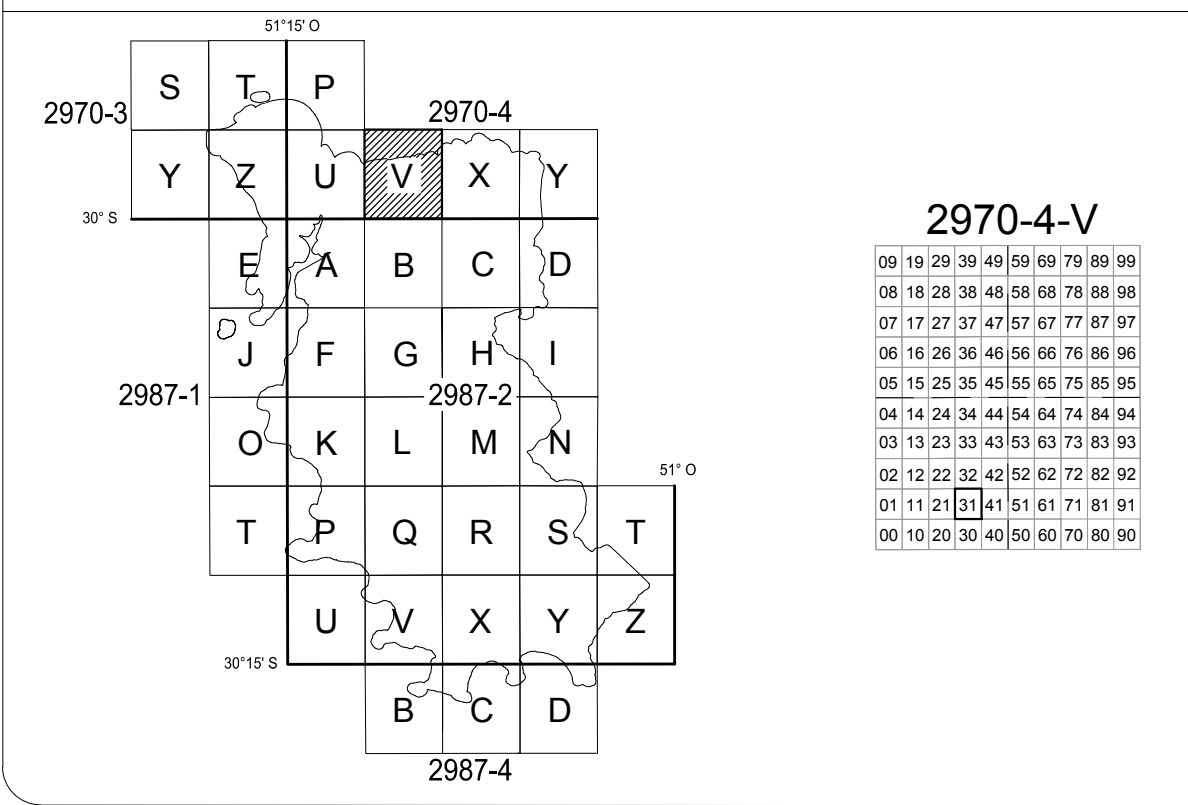 51°15' O
S T P
2970-3 2970-4
Y Z U V X Y
30° S
E A B C D
J F G H I
2987-1 2987-2
O K L M N
51° O
T P Q R S T
U V X Y Z
30°15' S
B C D
2987-4
2970-4-V
09 19 29 39 49 59 69 79 89 99
08 18 28 38 48 58 68 78 88 98
07 17 27 37 47 57 67 77 87 97
06 16 26 36 46 56 66 76 86 96
05 15 25 35 45 55 65 75 85 95
04 14 24 34 44 54 64 74 84 94
03 13 23 33 43 53 63 73 83 93
02 12 22 32 42 52 62 72 82 92
01 11 21 31 41 51 61 71 81 91
00 10 20 30 40 50 60 70 80 90